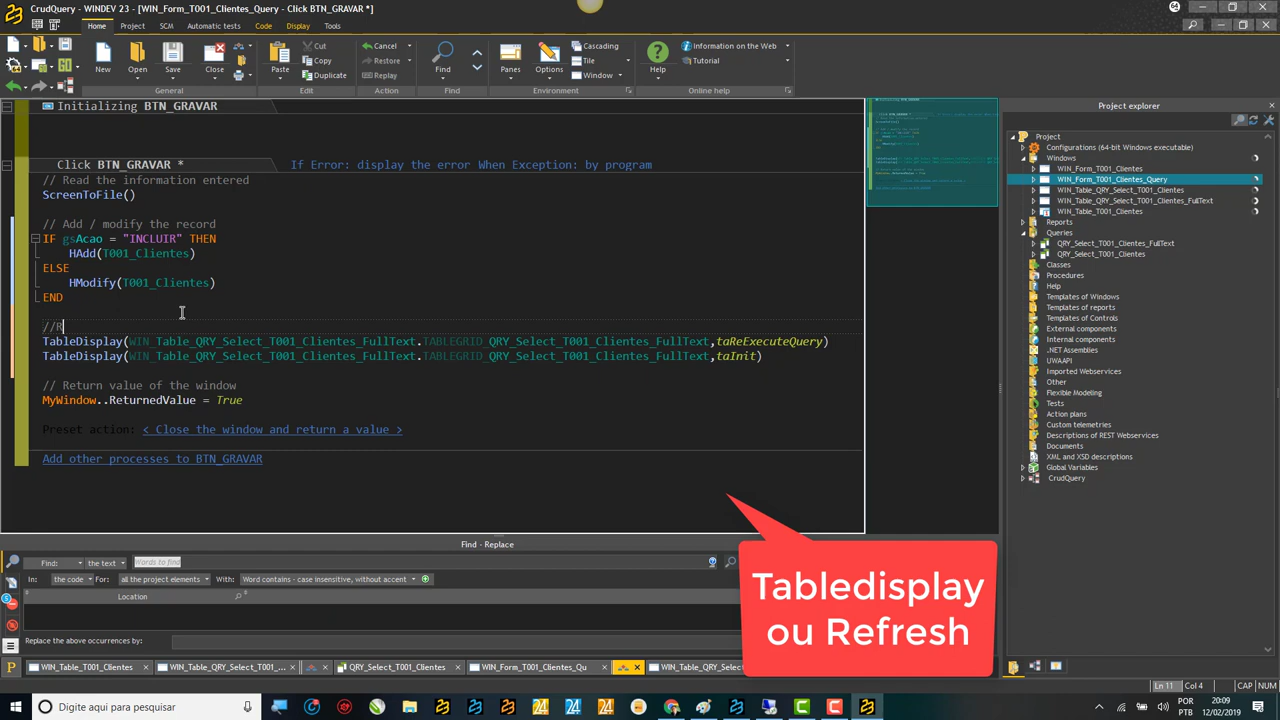 CrudQuery - WINDEV 23 - [WIN_Form_T001_Clientes_Query - Click BTN_GRAVAR *]
64
Home Project SCM Automatic tests Code Display Tools
New Open Save Close
General
Paste Cut Copy Duplicate
Edit
Cancel Restore Replay
Action
Find
Find
Panes Options Cascading Tile Window
Environment
Help Information on the Web Tutorial
Online help
Initializing BTN_GRAVAR
Click BTN_GRAVAR * If Error: display the error When Exception: by program
// Read the information entered
ScreenToFile()
// Add / modify the record
IF gsAcao = "INCLUIR" THEN
HAdd(T001_Clientes)
ELSE
HModify(T001_Clientes)
END
//R
TableDisplay(WIN_Table_QRY_Select_T001_Clientes_FullText.TABLEGRID_QRY_Select_T001_Clientes_FullText,taReExecuteQuery)
TableDisplay(WIN_Table_QRY_Select_T001_Clientes_FullText.TABLEGRID_QRY_Select_T001_Clientes_FullText,taInit)
// Return value of the window
MyWindow..ReturnedValue = True
Preset action: < Close the window and return a value >
Add other processes to BTN_GRAVAR
Project explorer
Project
Configurations (64-bit Windows executable)
Windows
WIN_Form_T001_Clientes
WIN_Form_T001_Clientes_Query
WIN_Table_QRY_Select_T001_Clientes
WIN_Table_QRY_Select_T001_Clientes_FullText
WIN_Table_T001_Clientes
Reports
Queries
QRY_Select_T001_Clientes_FullText
QRY_Select_T001_Clientes
Classes
Procedures
Help
Templates of Windows
Templates of reports
Templates of Controls
External components
Internal components
.NET Assemblies
UWAAPI
Imported Webservices
Other
Flexible Modeling
Tests
Action plans
Custom telemetries
Descriptions of REST Webservices
Documents
XML and XSD descriptions
Global Variables
CrudQuery
Find - Replace
Find: the text Words to find
In: the code For: all the project elements With: Word contains - case insensitive, without accent
Location
Replace the above occurrences by:
Tabledisplay
ou Refresh
WIN_Table_T001_Clientes WIN_Table_QRY_Select_T001_... QRY_Select_T001_Clientes WIN_Form_T001_Clientes_Qu WIN_Table_QRY_Sele
Ln 11 Col 4 CAP NUM
Digite aqui para pesquisar
POR
PTB
20:09
12/02/2019